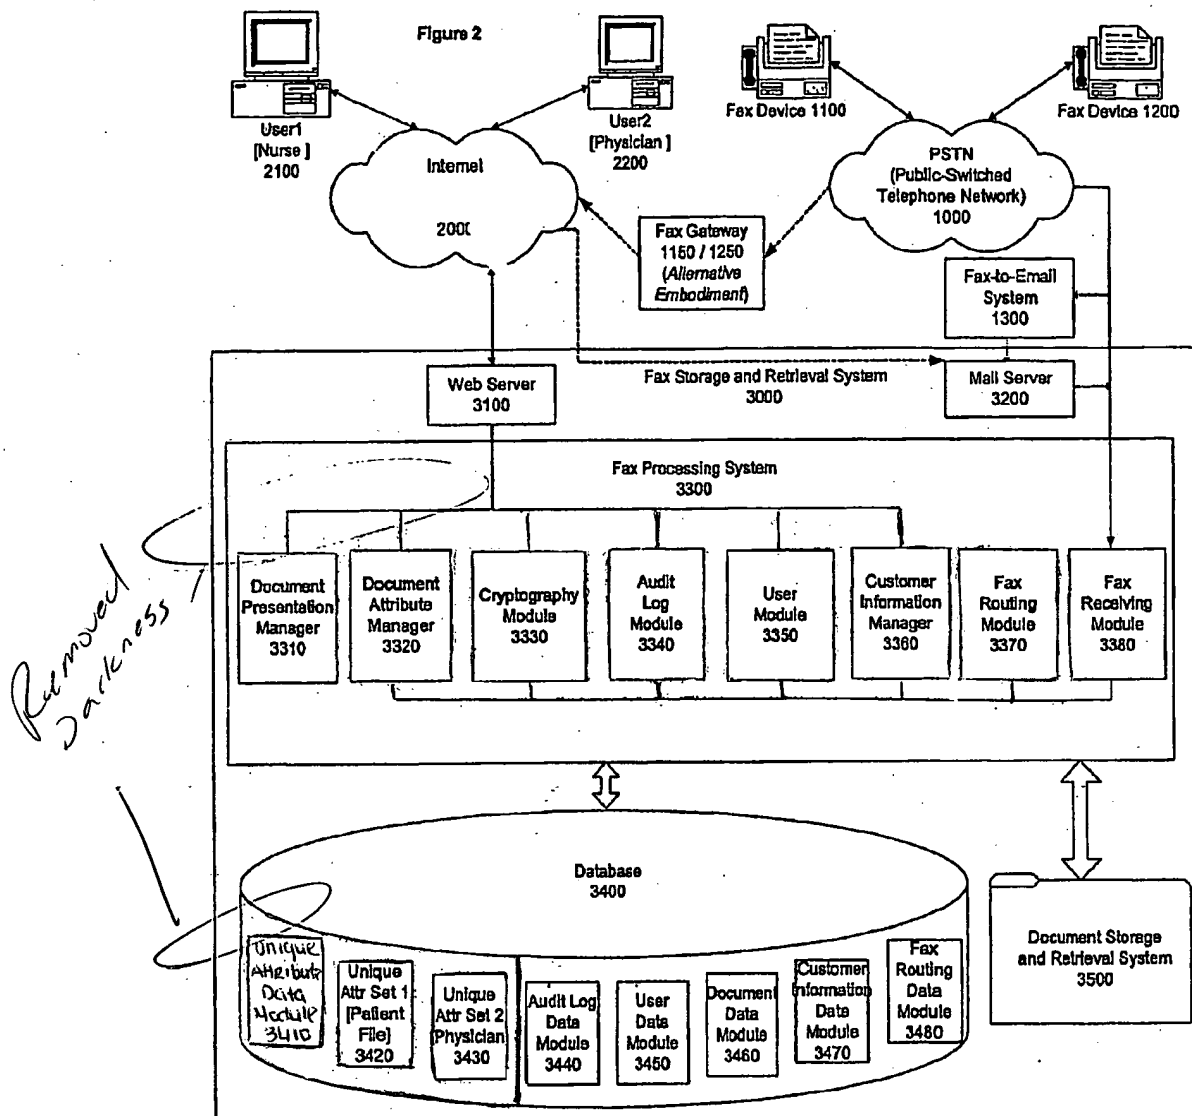 Figure 2
User1
[Nurse ]
2100
User2
[Physician ]
2200
Fax Device 1100
Fax Device 1200
Internet
2000
PSTN
(Public-Switched
Telephone Network)
1000
Fax Gateway
1150 / 1250
(Alternative
Embodiment)
Fax-to-Email
System
1300
Web Server
3100
Fax Storage and Retrieval System
3000
Mail Server
3200
Fax Processing System
3300
Document
Presentation
Manager
3310
Document
Attribute
Manager
3320
Cryptography
Module
3330
Audit
Log
Module
3340
User
Module
3350
Customer
Information
Manager
3360
Fax
Routing
Module
3370
Fax
Receiving
Module
3380
Removed
Darkness
Database
3400
Unique
Attribute
Data
Module
3410
Unique
Attr Set 1
[Patient
File]
3420
Unique
Attr Set 2
[Physician
3430
Audit Log
Data
Module
3440
User
Data
Module
3450
Document
Data
Module
3460
Customer
Information
Data
Module
3470
Fax
Routing
Data
Module
3480
Document Storage
and Retrieval System
3500